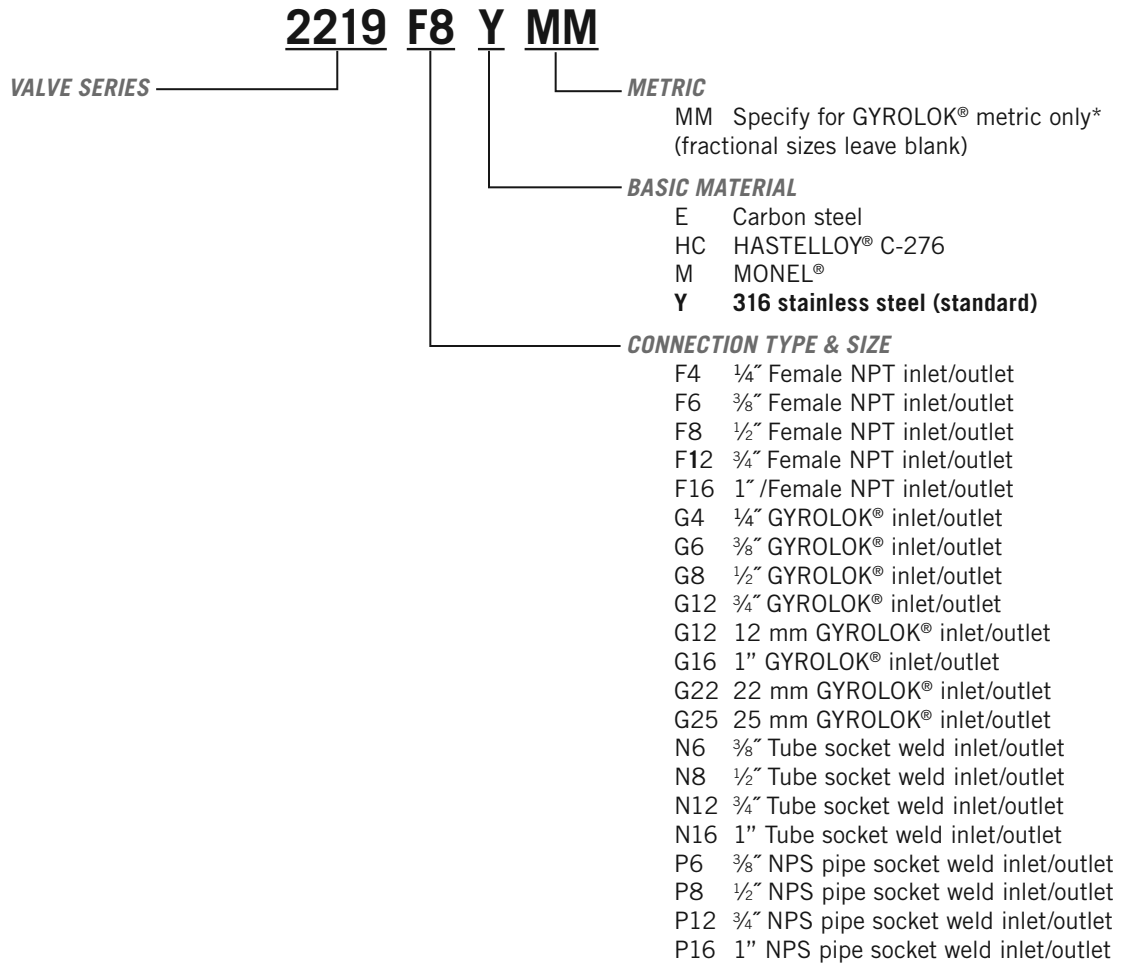 2219 F8 Y MM
VALVE SERIES
METRIC
MM Specify for GYROLOK® metric only*
(fractional sizes leave blank)
BASIC MATERIAL
E Carbon steel
HC HASTELLOY® C-276
M MONEL®
Y 316 stainless steel (standard)
CONNECTION TYPE & SIZE
F4 ¼˝ Female NPT inlet/outlet
F6 ⅜˝ Female NPT inlet/outlet
F8 ½˝ Female NPT inlet/outlet
F12 ¾˝ Female NPT inlet/outlet
F16 1˝ /Female NPT inlet/outlet
G4 ¼˝ GYROLOK® inlet/outlet
G6 ⅜˝ GYROLOK® inlet/outlet
G8 ½˝ GYROLOK® inlet/outlet
G12 ¾˝ GYROLOK® inlet/outlet
G12 12 mm GYROLOK® inlet/outlet
G16 1” GYROLOK® inlet/outlet
G22 22 mm GYROLOK® inlet/outlet
G25 25 mm GYROLOK® inlet/outlet
N6 ⅜˝ Tube socket weld inlet/outlet
N8 ½˝ Tube socket weld inlet/outlet
N12 ¾˝ Tube socket weld inlet/outlet
N16 1” Tube socket weld inlet/outlet
P6 ⅜˝ NPS pipe socket weld inlet/outlet
P8 ½˝ NPS pipe socket weld inlet/outlet
P12 ¾˝ NPS pipe socket weld inlet/outlet
P16 1” NPS pipe socket weld inlet/outlet